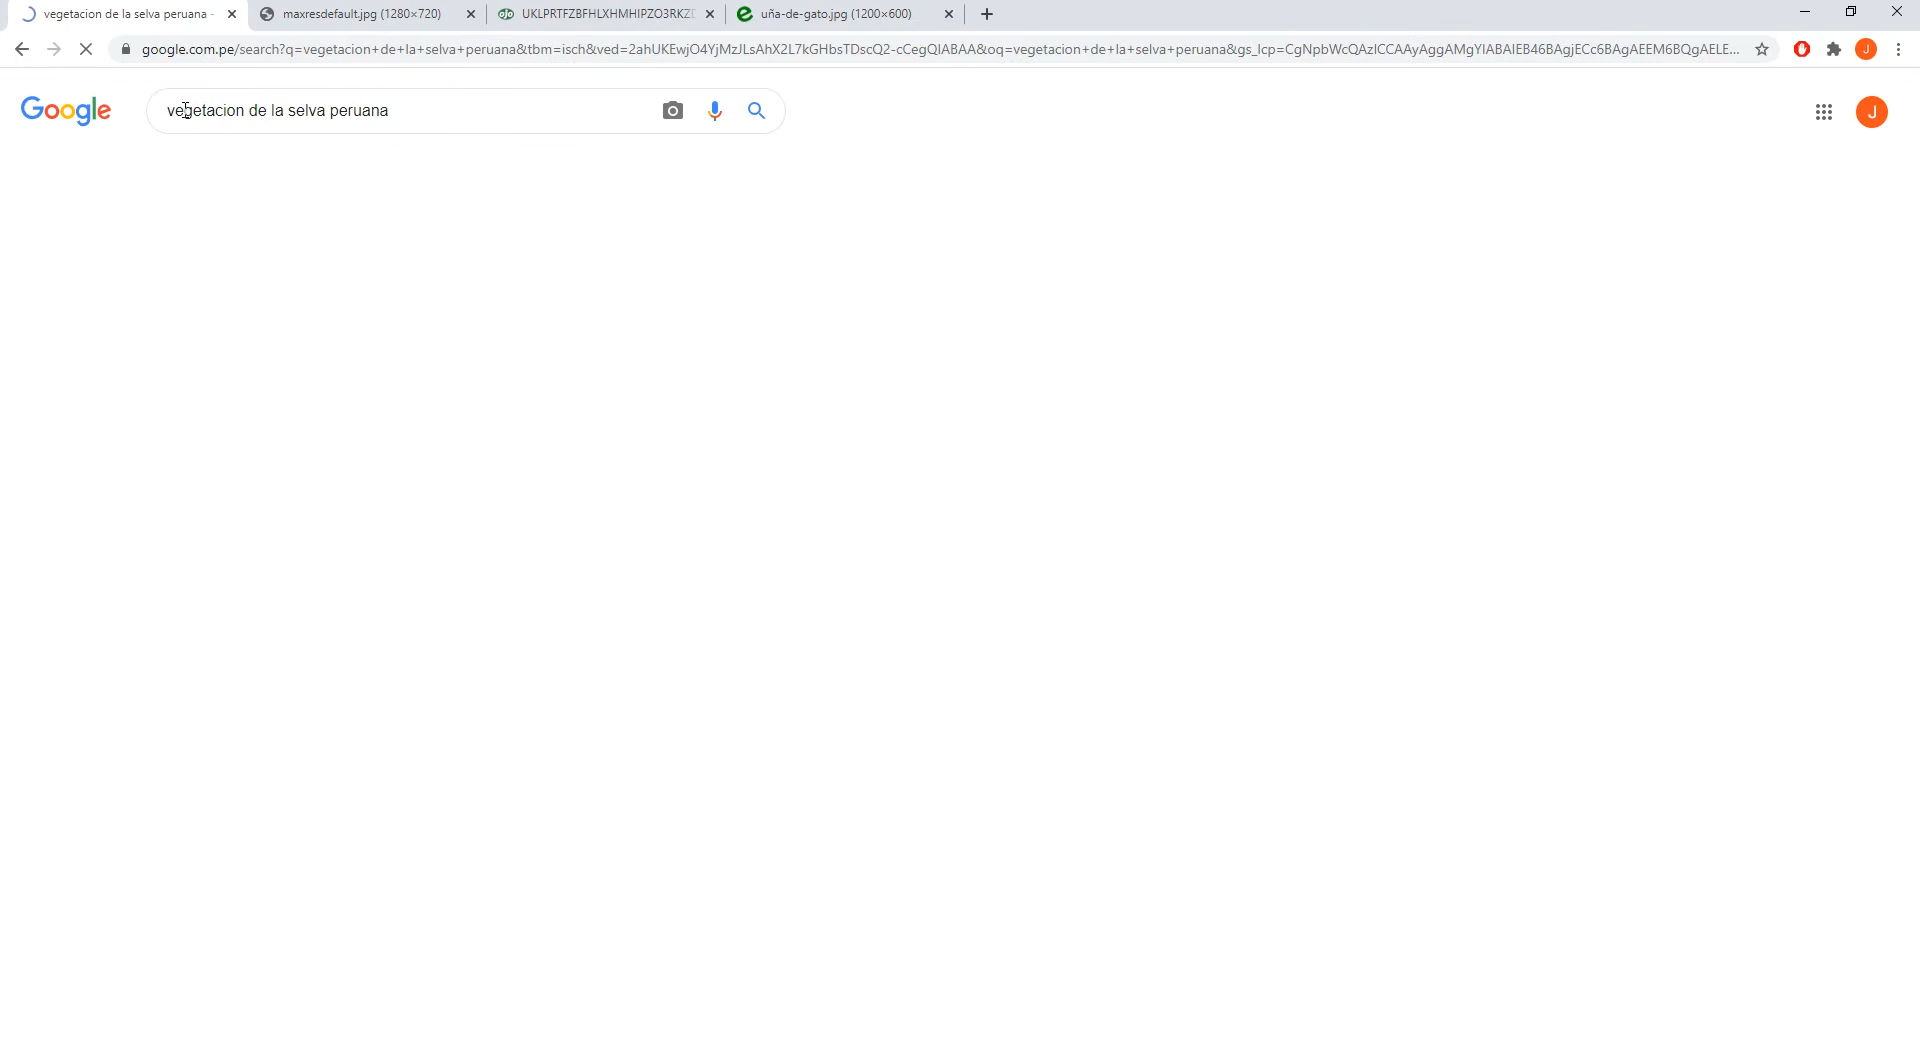 vegetacion de la selva peruana -
maxresdefault.jpg (1280×720)
UKLPRTFZBFHLXHMHIPZO3RKZD
uña-de-gato.jpg (1200×600)
google.com.pe/search?q=vegetacion+de+la+selva+peruana&tbm=isch&ved=2ahUKEwjO4YjMzJLsAhX2L7kGHbsTDscQ2-cCegQIABAA&oq=vegetacion+de+la+selva+peruana&gs_lcp=CgNpbWcQAzICCAAyAggAMgYIABAIEB46BAgjECc6BAgAEEM6BQgAELE...
J
Google
vegetacion de la selva peruana
J